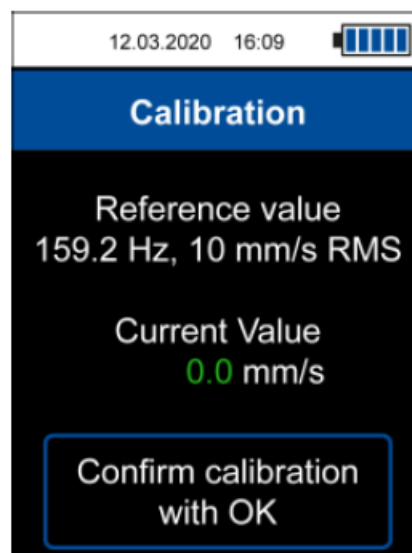 12.03.2020 16:09
Calibration
Reference value
159.2 Hz, 10 mm/s RMS
Current Value
0.0 mm/s
Confirm calibration
with OK